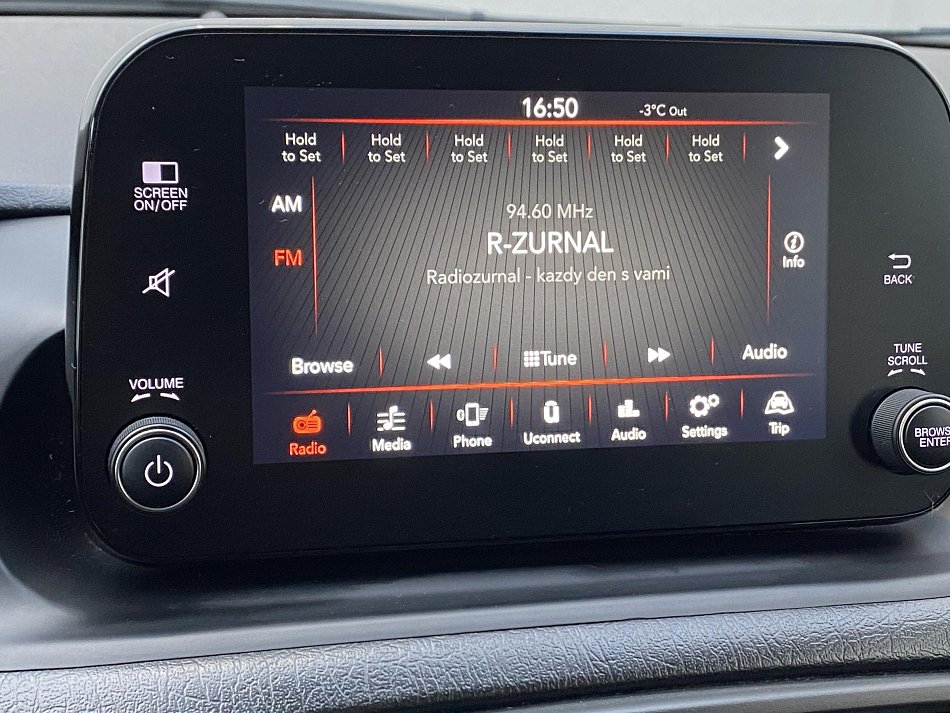 16:50
-3°C Out
Hold
to Set
Hold
to Set
Hold
to Set
Hold
to Set
Hold
to Set
Hold
to Set
SCREEN
ON/OFF
AM
FM
94.60 MHz
R-ZURNAL
Radiozurnal - kazdy den s vami
Info
BACK
Browse
Tune
Audio
TUNE
SCROLL
VOLUME
Radio
Media
Phone
Uconnect
Audio
Settings
Trip
BROWS
ENTER